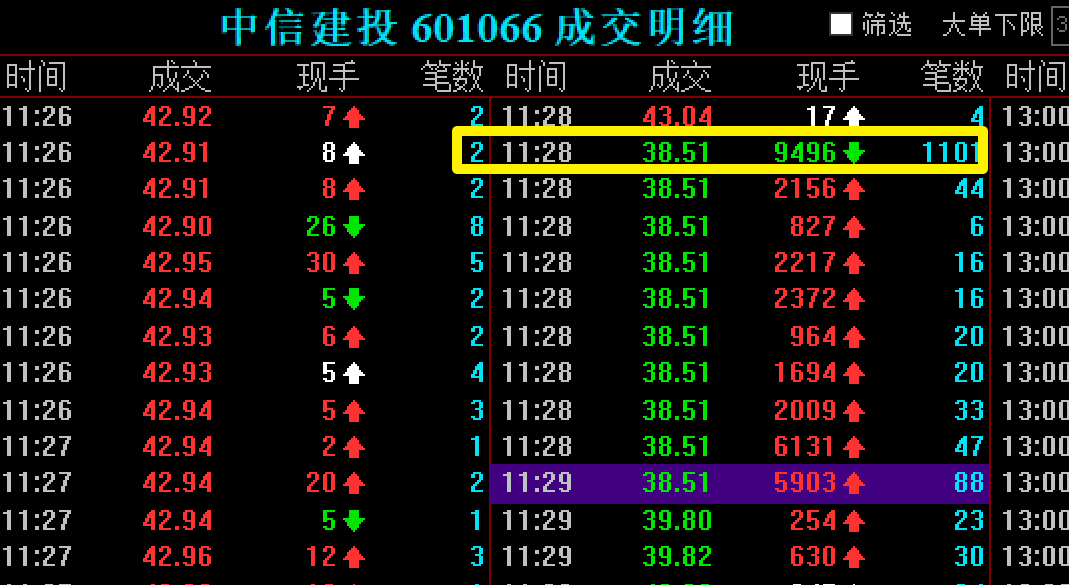 中信建投 601066 成交明细 筛选 大单下限 3
时间 成交 现手 笔数 时间 成交 现手 笔数 时间
11:26 42.92 7 ↑ 2 11:28 43.04 17 ↑ 4 13:00
11:26 42.91 8 ↑ 2 11:28 38.51 9496 ↓ 1101 13:00
11:26 42.91 8 ↑ 2 11:28 38.51 2156 ↑ 44 13:00
11:26 42.90 26 ↓ 8 11:28 38.51 827 ↑ 6 13:00
11:26 42.95 30 ↑ 5 11:28 38.51 2217 ↑ 16 13:00
11:26 42.94 5 ↓ 2 11:28 38.51 2372 ↑ 16 13:00
11:26 42.93 6 ↑ 2 11:28 38.51 964 ↑ 20 13:00
11:26 42.93 5 ↑ 4 11:28 38.51 1694 ↑ 20 13:00
11:26 42.94 5 ↑ 3 11:28 38.51 2009 ↑ 33 13:00
11:27 42.94 2 ↑ 1 11:28 38.51 6131 ↑ 47 13:00
11:27 42.94 20 ↑ 2 11:29 38.51 5903 ↑ 88 13:00
11:27 42.94 5 ↓ 1 11:29 39.80 254 ↑ 23 13:00
11:27 42.96 12 ↑ 3 11:29 39.82 630 ↑ 30 13:00